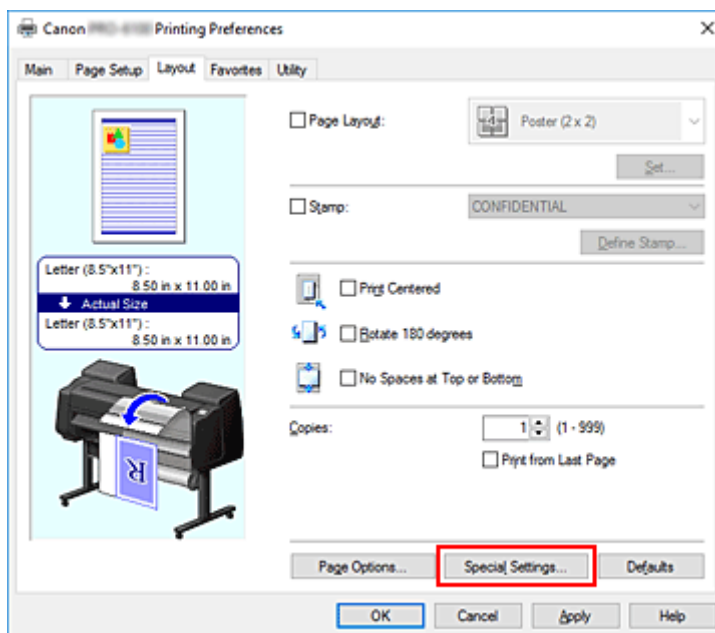 Canon Printing Preferences
Main Page Setup Layout Favorites Utility
Page Layout: Poster (2 x 2)
Set...
Stamp: CONFIDENTIAL
Define Stamp...
Letter (8.5"x11") :
8.50 in x 11.00 in
Actual Size
Letter (8.5"x11") :
8.50 in x 11.00 in
Print Centered
Rotate 180 degrees
No Spaces at Top or Bottom
Copies: 1 (1 - 999)
Print from Last Page
R
Page Options... Special Settings... Defaults
OK Cancel Apply Help